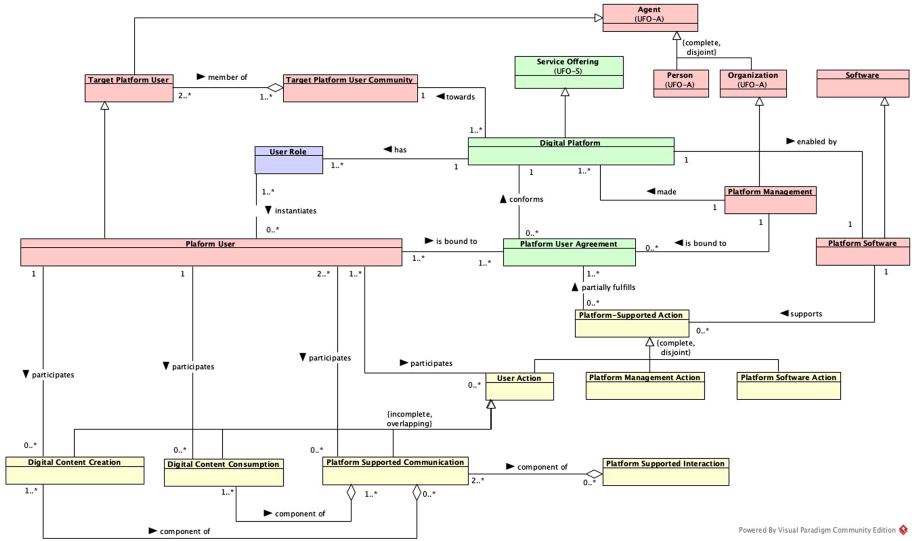 Agent
(UFO-A)
{complete,
disjoint}
Service Offering
(UFO-S)
Person
(UFO-A)
Organization
(UFO-A)
Software
Target Platform User
member of
2..*
1..*
Target Platform User Community
1
towards
1..*
User Role
has
1..*
1
Digital Platform
1
enabled by
1
1..*
made
Platform Management
1
1
1..*
instantiates
0..*
conforms
0..*
Plaform User
is bound to
1..*
1..*
Platform User Agreement
0..*
is bound to
1
Platform Software
1
1
1
2..*
1..*
1..*
partially fulfills
0..*
Platform-Supported Action
0..*
supports
{complete,
disjoint}
participates
participates
participates
participates
0..*
User Action
Platform Management Action
Platform Software Action
{incomplete,
overlapping}
0..*
0..*
0..*
Digital Content Creation
Digital Content Consumption
Platform Supported Communication
2..*
component of
0..*
Platform Supported Interaction
1..*
1..*
1..*
0..*
component of
component of
Powered By Visual Paradigm Community Edition